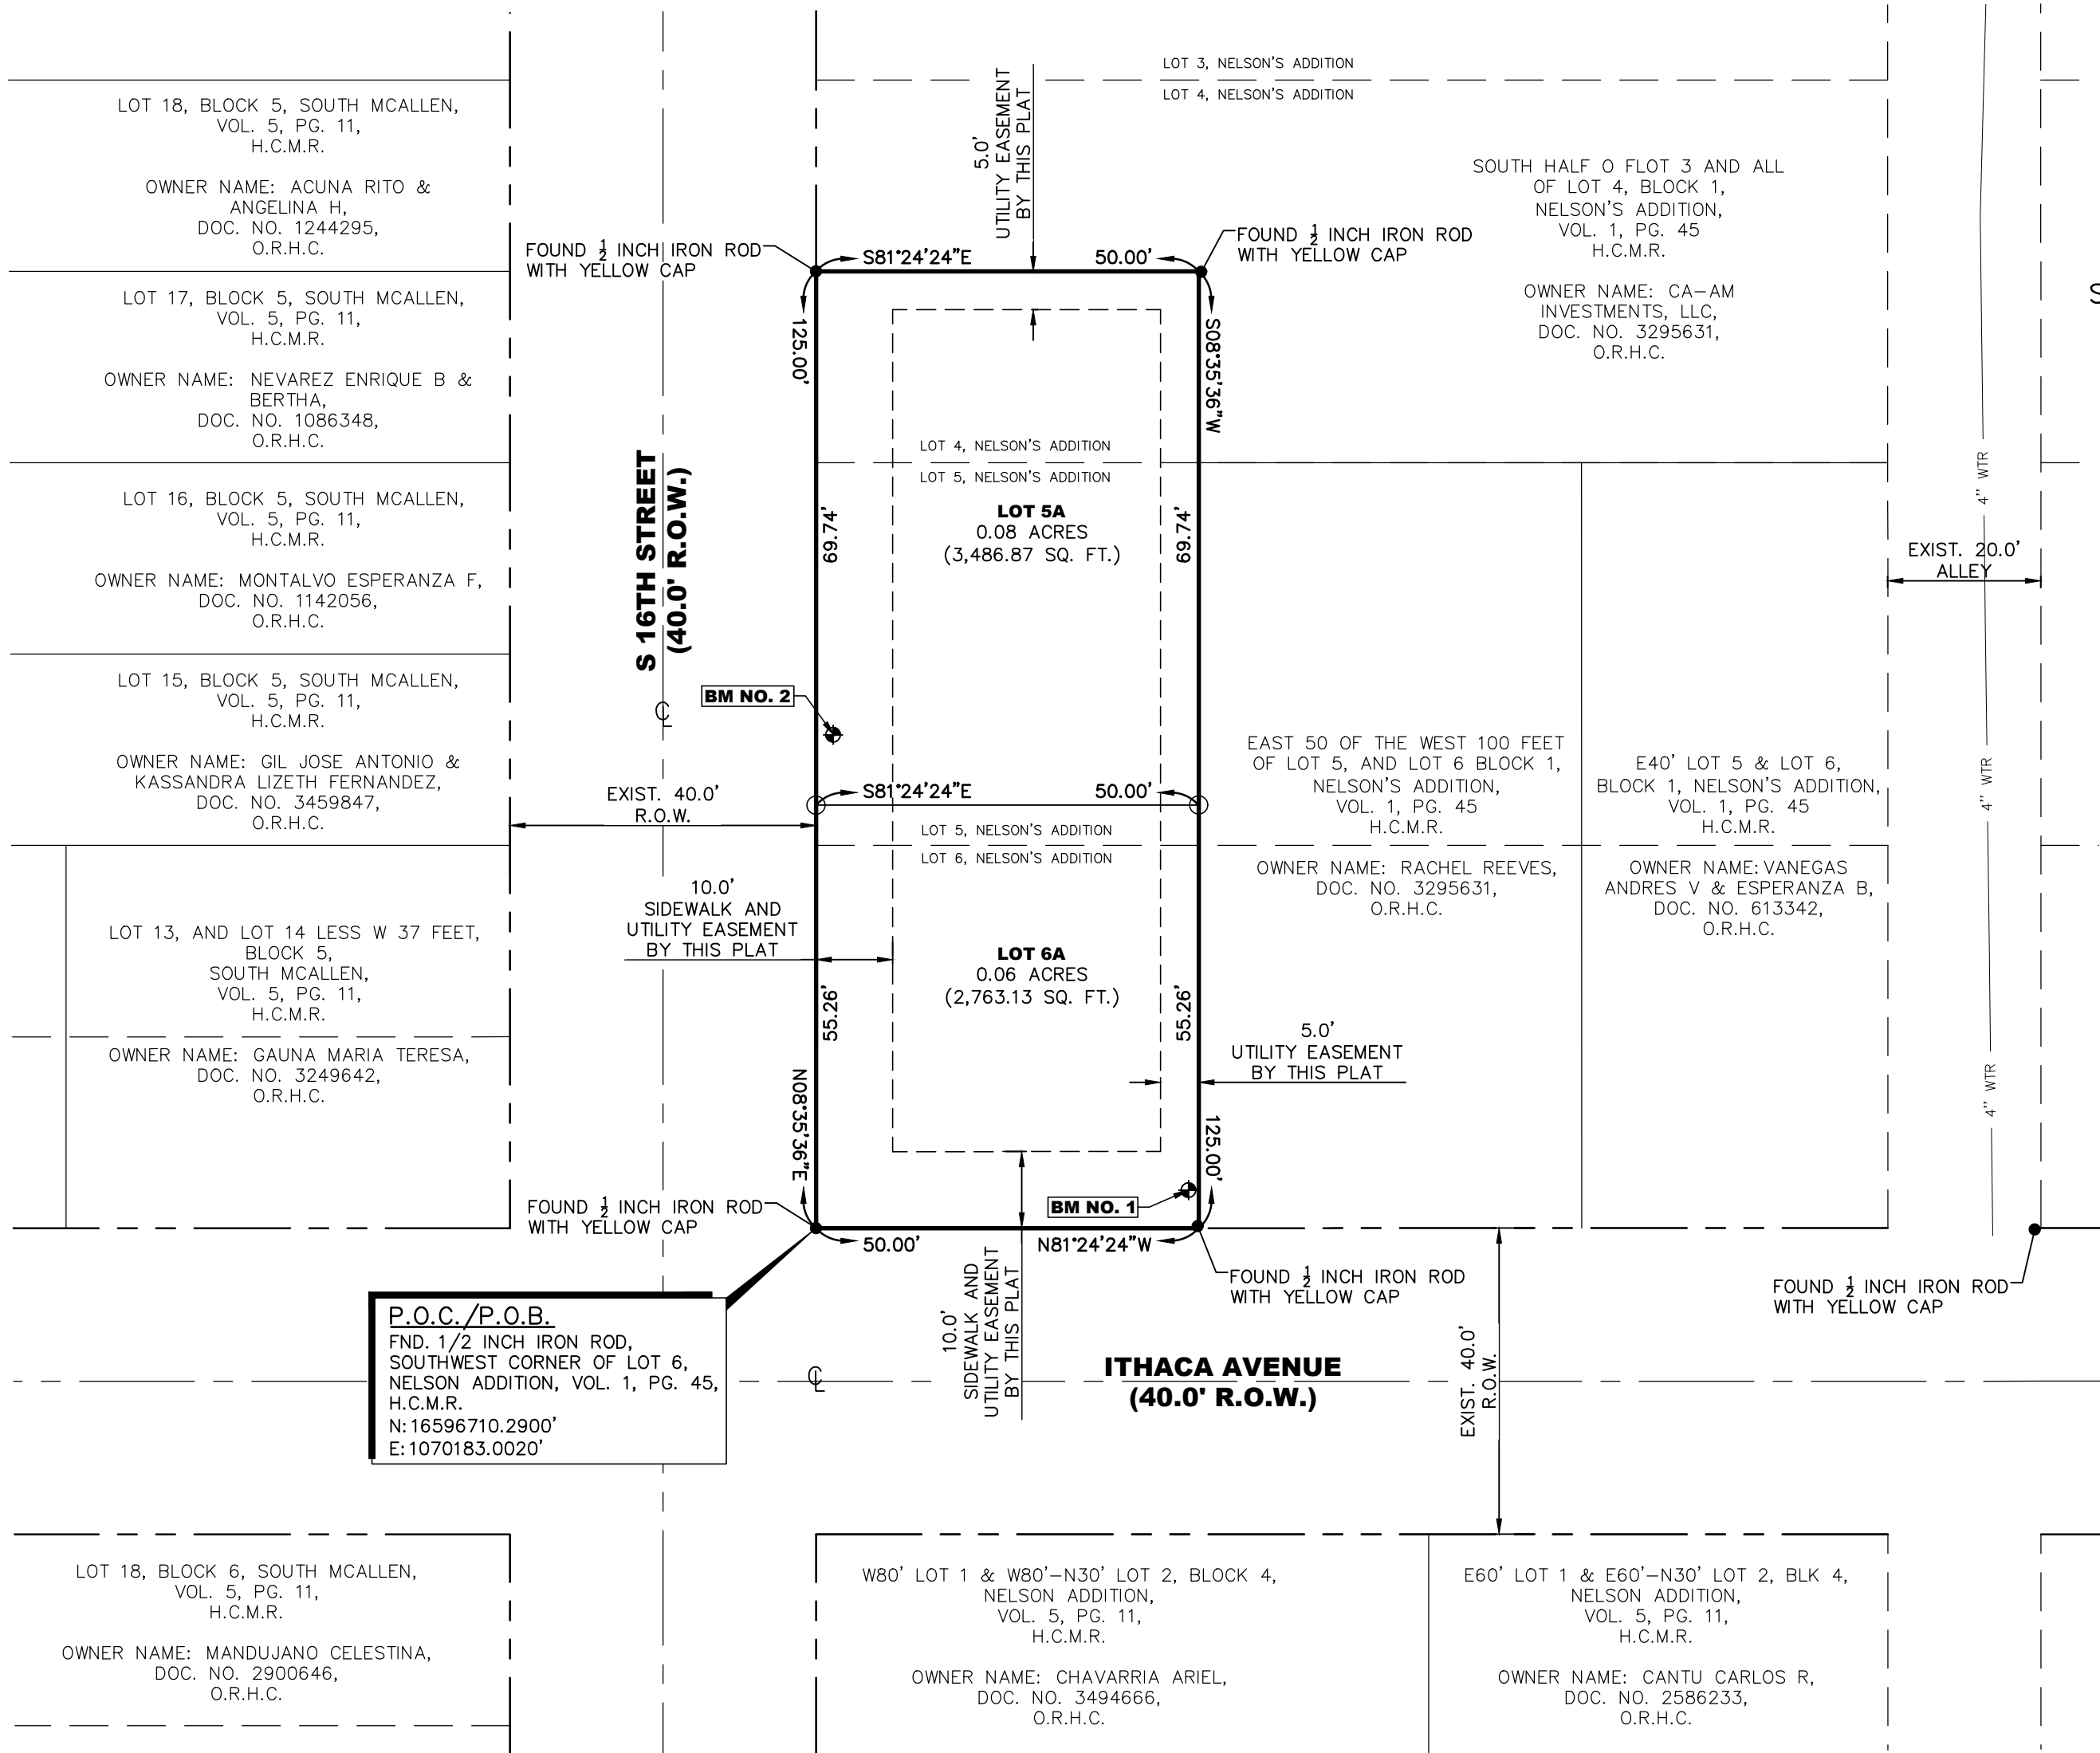 LOT 18, BLOCK 5, SOUTH MCALLEN,
VOL. 5, PG. 11,
H.C.M.R.
OWNER NAME: ACUNA RITO &
ANGELINA H,
DOC. NO. 1244295,
O.R.H.C.
LOT 17, BLOCK 5, SOUTH MCALLEN,
VOL. 5, PG. 11,
H.C.M.R.
OWNER NAME: NEVAREZ ENRIQUE B &
BERTHA,
DOC. NO. 1086348,
O.R.H.C.
LOT 16, BLOCK 5, SOUTH MCALLEN,
VOL. 5, PG. 11,
H.C.M.R.
OWNER NAME: MONTALVO ESPERANZA F,
DOC. NO. 1142056,
O.R.H.C.
LOT 15, BLOCK 5, SOUTH MCALLEN,
VOL. 5, PG. 11,
H.C.M.R.
OWNER NAME: GIL JOSE ANTONIO &
KASSANDRA LIZETH FERNANDEZ,
DOC. NO. 3459847,
O.R.H.C.
LOT 13, AND LOT 14 LESS W 37 FEET,
BLOCK 5,
SOUTH MCALLEN,
VOL. 5, PG. 11,
H.C.M.R.
OWNER NAME: GAUNA MARIA TERESA,
DOC. NO. 3249642,
O.R.H.C.
S 16TH STREET
(40.0' R.O.W.)
EXIST. 40.0'
R.O.W.
10.0'
SIDEWALK AND
UTILITY EASEMENT
BY THIS PLAT
BM NO. 2
FOUND 1/2 INCH IRON ROD
WITH YELLOW CAP
LOT 3, NELSON'S ADDITION
LOT 4, NELSON'S ADDITION
5.0'
UTILITY EASEMENT
BY THIS PLAT
S81°24'24"E
50.00'
FOUND 1/2 INCH IRON ROD
WITH YELLOW CAP
125.00'
S08°35'36"W
LOT 4, NELSON'S ADDITION
LOT 5, NELSON'S ADDITION
LOT 5A
0.08 ACRES
(3,486.87 SQ. FT.)
69.74'
69.74'
S81°24'24"E
50.00'
LOT 5, NELSON'S ADDITION
LOT 6, NELSON'S ADDITION
LOT 6A
0.06 ACRES
(2,763.13 SQ. FT.)
55.26'
55.26'
N08°35'36"E
125.00'
5.0'
UTILITY EASEMENT
BY THIS PLAT
BM NO. 1
FOUND 1/2 INCH IRON ROD
WITH YELLOW CAP
50.00'
N81°24'24"W
FOUND 1/2 INCH IRON ROD
WITH YELLOW CAP
10.0'
SIDEWALK AND
UTILITY EASEMENT
BY THIS PLAT
SOUTH HALF O FLOT 3 AND ALL
OF LOT 4, BLOCK 1,
NELSON'S ADDITION,
VOL. 1, PG. 45
H.C.M.R.
OWNER NAME: CA-AM
INVESTMENTS, LLC,
DOC. NO. 3295631,
O.R.H.C.
EAST 50 OF THE WEST 100 FEET
OF LOT 5, AND LOT 6 BLOCK 1,
NELSON'S ADDITION,
VOL. 1, PG. 45
H.C.M.R.
OWNER NAME: RACHEL REEVES,
DOC. NO. 3295631,
O.R.H.C.
E40' LOT 5 & LOT 6,
BLOCK 1, NELSON'S ADDITION,
VOL. 1, PG. 45
H.C.M.R.
OWNER NAME: VANEGAS
ANDRES V & ESPERANZA B,
DOC. NO. 613342,
O.R.H.C.
EXIST. 20.0'
ALLEY
4" WTR
4" WTR
4" WTR
S
FOUND 1/2 INCH IRON ROD
WITH YELLOW CAP
P.O.C./P.O.B.
FND. 1/2 INCH IRON ROD,
SOUTHWEST CORNER OF LOT 6,
NELSON ADDITION, VOL. 1, PG. 45,
H.C.M.R.
N:16596710.2900'
E:1070183.0020'
ITHACA AVENUE
(40.0' R.O.W.)
EXIST. 40.0'
R.O.W.
LOT 18, BLOCK 6, SOUTH MCALLEN,
VOL. 5, PG. 11,
H.C.M.R.
OWNER NAME: MANDUJANO CELESTINA,
DOC. NO. 2900646,
O.R.H.C.
W80' LOT 1 & W80'-N30' LOT 2, BLOCK 4,
NELSON ADDITION,
VOL. 5, PG. 11,
H.C.M.R.
OWNER NAME: CHAVARRIA ARIEL,
DOC. NO. 3494666,
O.R.H.C.
E60' LOT 1 & E60'-N30' LOT 2, BLK 4,
NELSON ADDITION,
VOL. 5, PG. 11,
H.C.M.R.
OWNER NAME: CANTU CARLOS R,
DOC. NO. 2586233,
O.R.H.C.